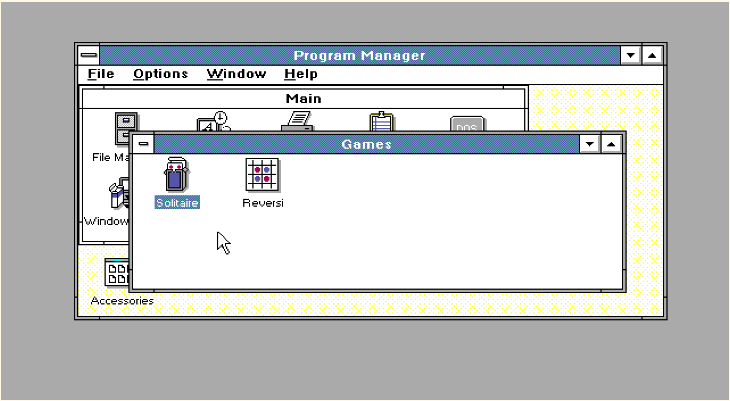 Program Manager
File Options Window Help
Main
DOS
File Ma
Games
Solitaire Reversi
Window
Accessories